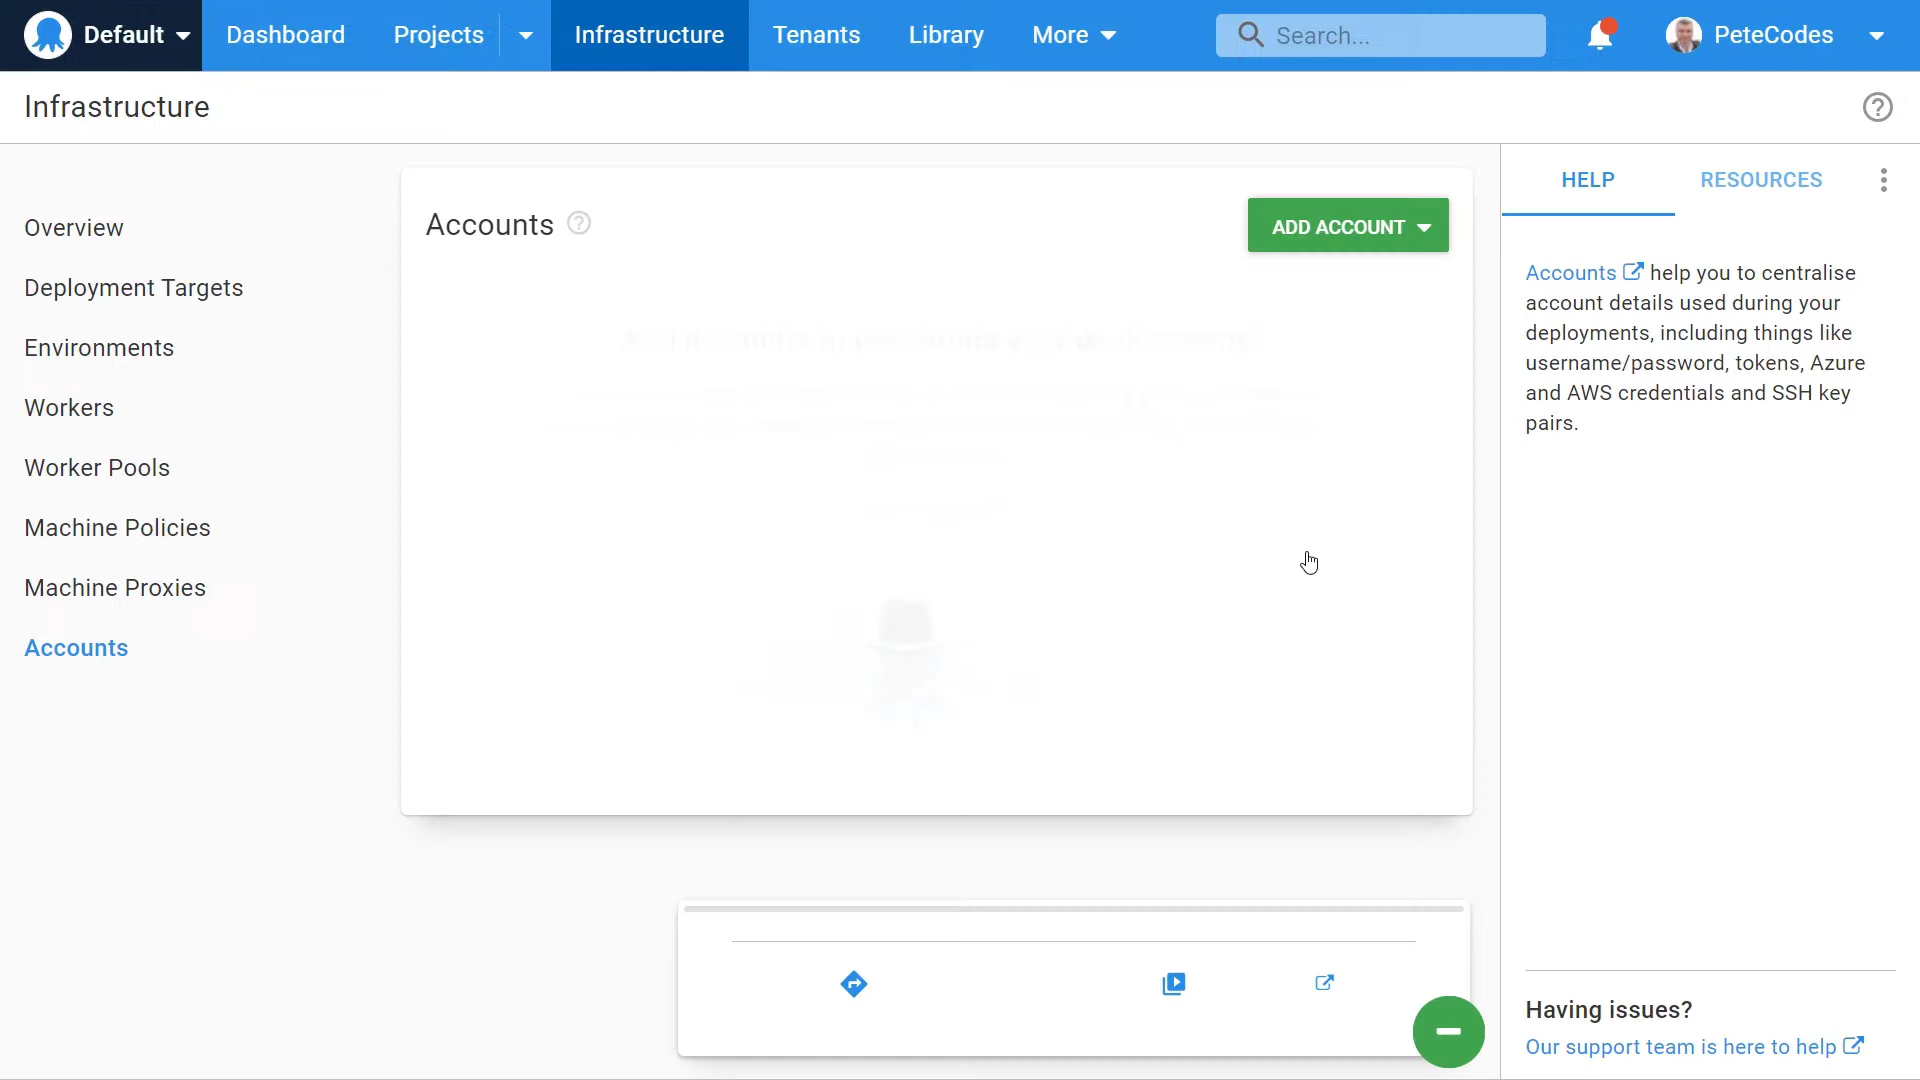 Default Dashboard Projects Infrastructure Tenants Library More Search... PeteCodes
Infrastructure
Overview
Deployment Targets
Environments
Workers
Worker Pools
Machine Policies
Machine Proxies
Accounts
Accounts
ADD ACCOUNT
HELP RESOURCES
Accounts help you to centralise
account details used during your
deployments, including things like
username/password, tokens, Azure
and AWS credentials and SSH key
pairs.
Having issues?
Our support team is here to help